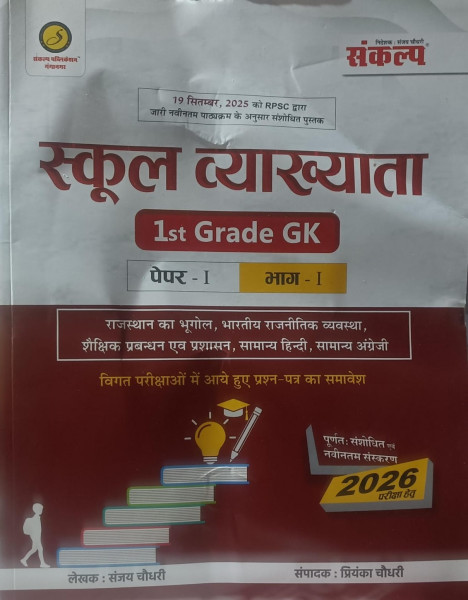 संकल्प पब्लिकेशन
गंगानगर
निदेशक : संजय चौधरी
संकल्प
19 सितम्बर, 2025 को RPSC द्वारा
जारी नवीनतम पाठ्यक्रम के अनुसार संशोधित पुस्तक
स्कूल व्याख्याता
1st Grade GK
पेपर - I
भाग - I
राजस्थान का भूगोल, भारतीय राजनीतिक व्यवस्था,
शैक्षिक प्रबन्धन एव प्रशासन, सामान्य हिन्दी, सामान्य अंग्रेजी
विगत परीक्षाओं में आये हुए प्रश्न-पत्र का समावेश
पूर्णत: संशोधित एवं
नवीनतम संस्करण
2026
परीक्षा हेतु
लेखक : संजय चौधरी
संपादक : प्रियंका चौधरी